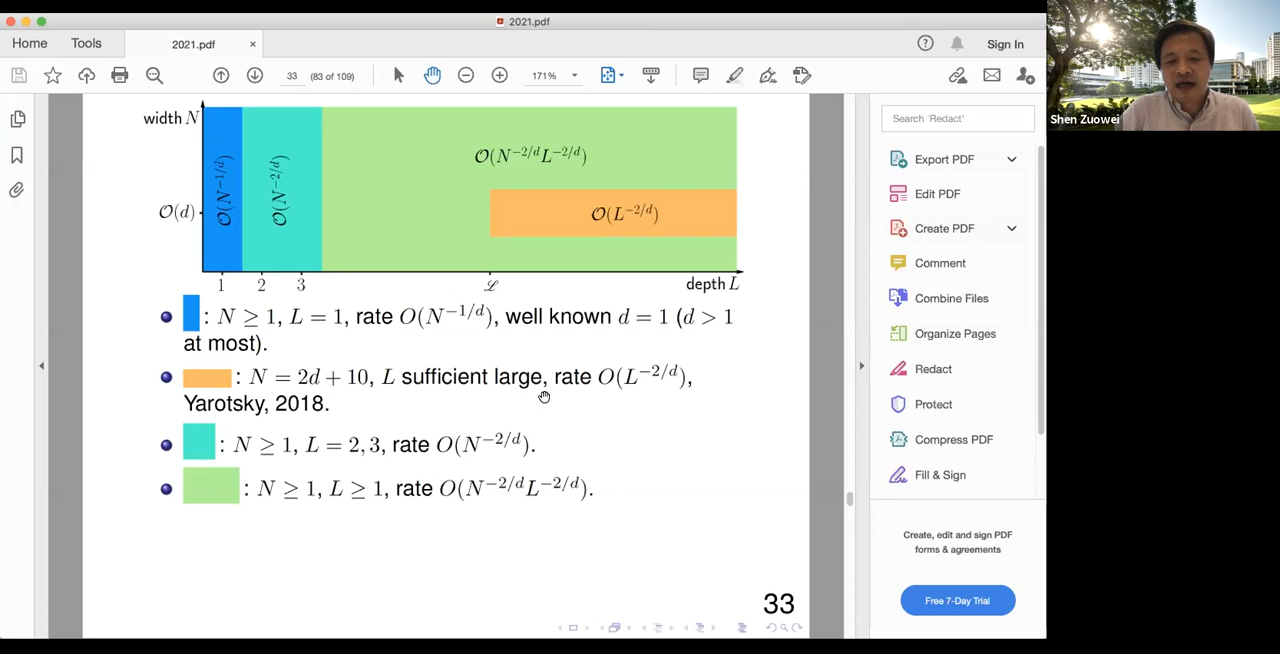 2021.pdf
Home
Tools
2021.pdf
×
Sign In
33
(83 of 109)
171%
Shen Zuowei
width N
O(d)
O(N^{-1/d})
O(N^{-2/d})
O(N^{-2/d}L^{-2/d})
O(L^{-2/d})
1
2
3
ℒ
depth L
: N ≥ 1, L = 1, rate O(N^{-1/d}), well known d = 1 (d > 1
at most).
: N = 2d + 10, L sufficient large, rate O(L^{-2/d}),
Yarotsky, 2018.
: N ≥ 1, L = 2, 3, rate O(N^{-2/d}).
: N ≥ 1, L ≥ 1, rate O(N^{-2/d}L^{-2/d}).
33
Search 'Redact'
Export PDF
Edit PDF
Create PDF
Comment
Combine Files
Organize Pages
Redact
Protect
Compress PDF
Fill & Sign
Create, edit and sign PDF
forms & agreements
Free 7-Day Trial